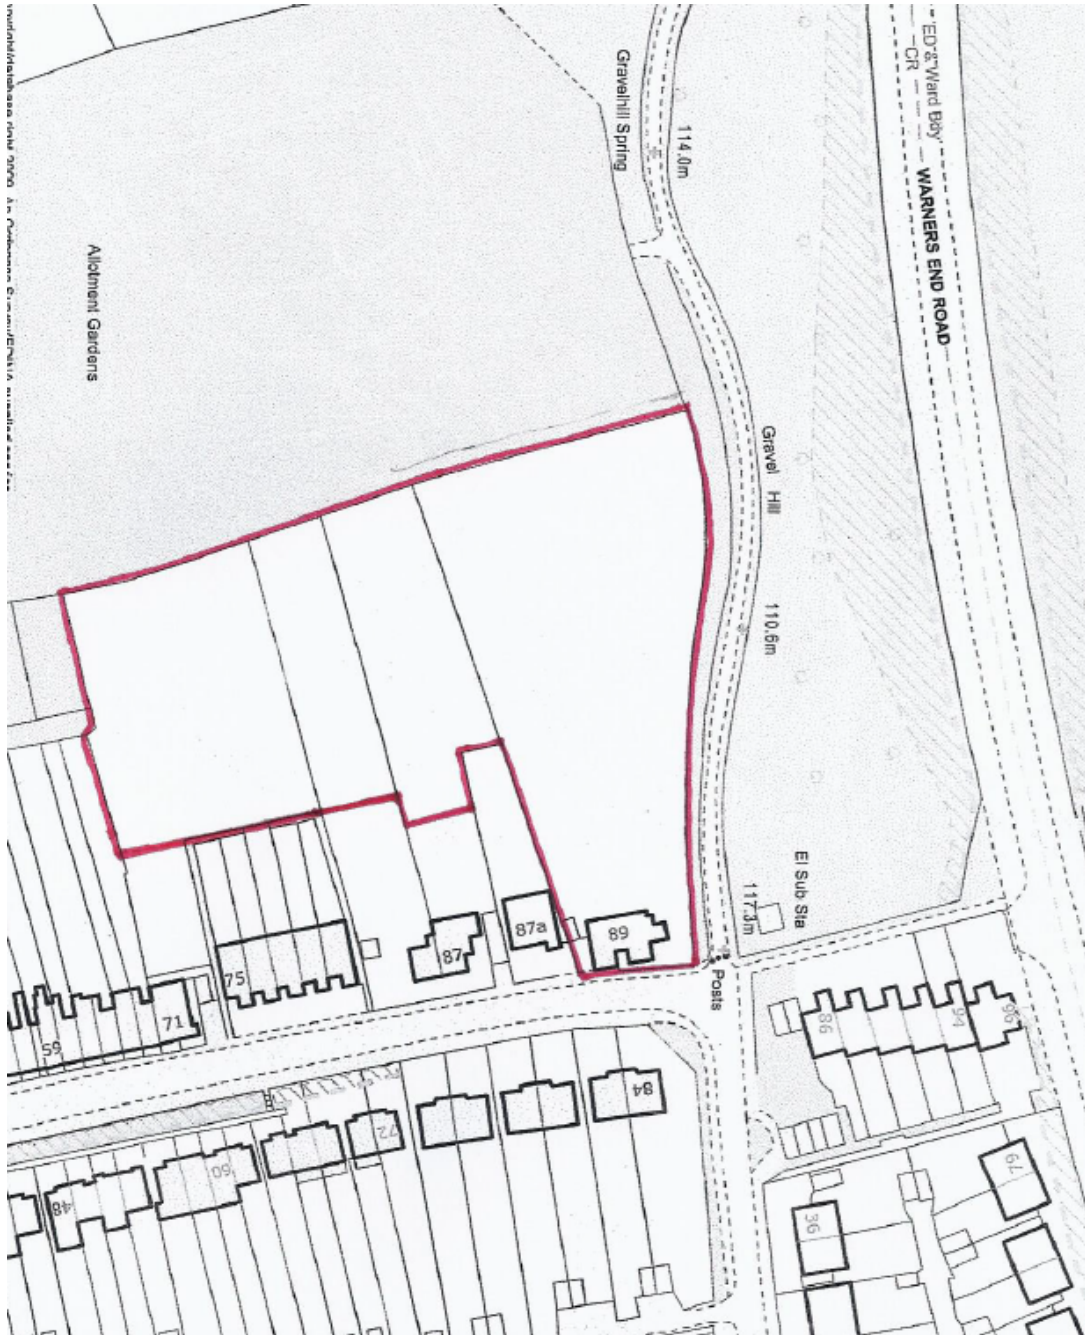 'ED & Ward Bdy
CR
WARNERS END ROAD
Gravelhill Spring
114.0m
Allotment Gardens
Gravel Hill
110.6m
El Sub Sta
117.3m
Posts
89
87a
87
75
71
59
86
94
96
84
72
60
48
79
36